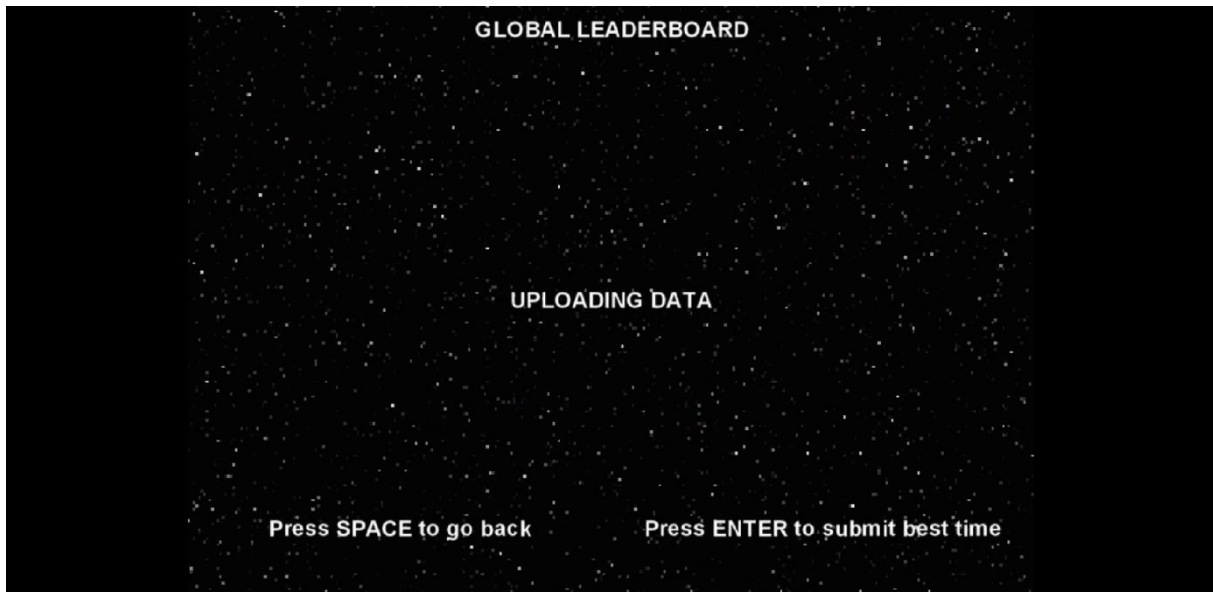 GLOBAL LEADERBOARD
UPLOADING DATA
Press SPACE to go back
Press ENTER to submit best time